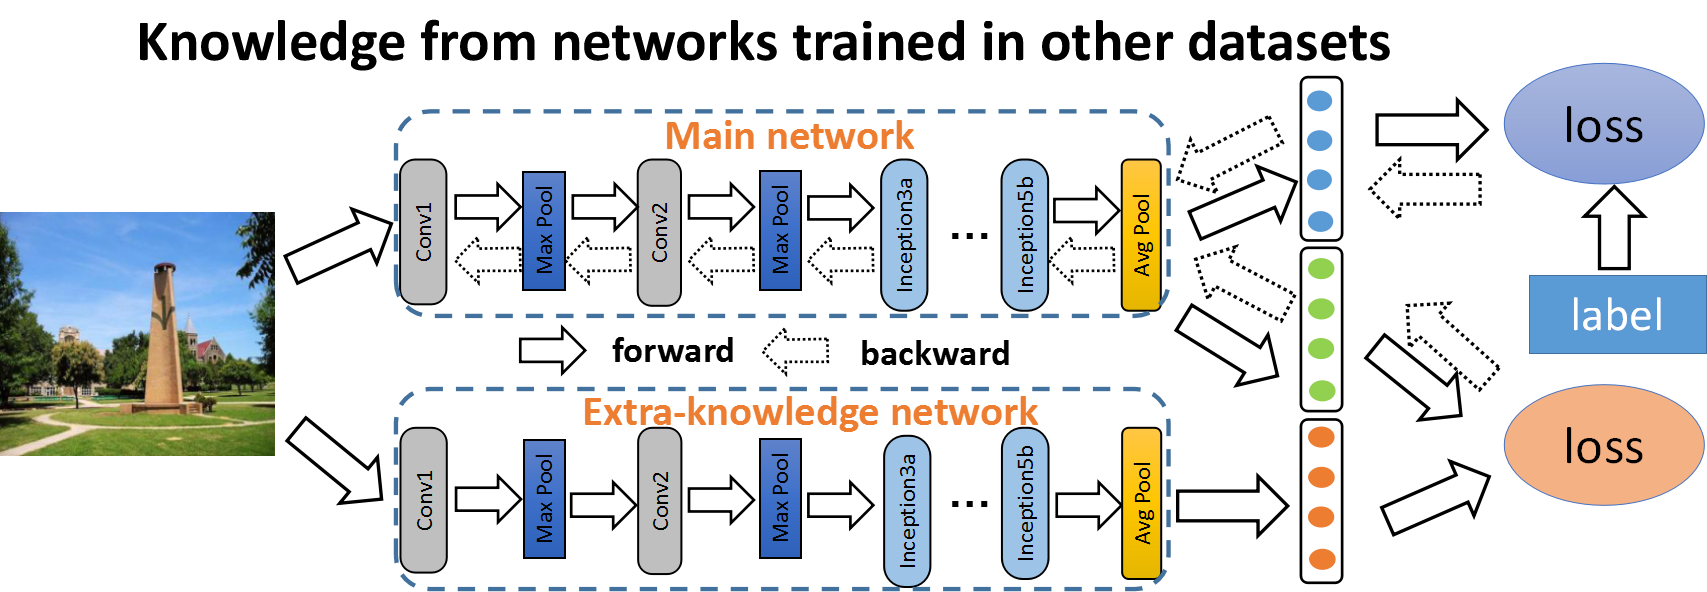 Knowledge from networks trained in other datasets
Main network
Conv1
Max Pool
Conv2
Max Pool
Inception3a
...
Inception5b
Avg Pool
loss
label
forward
backward
Extra-knowledge network
Conv1
Max Pool
Conv2
Max Pool
Inception3a
...
Inception5b
Avg Pool
loss